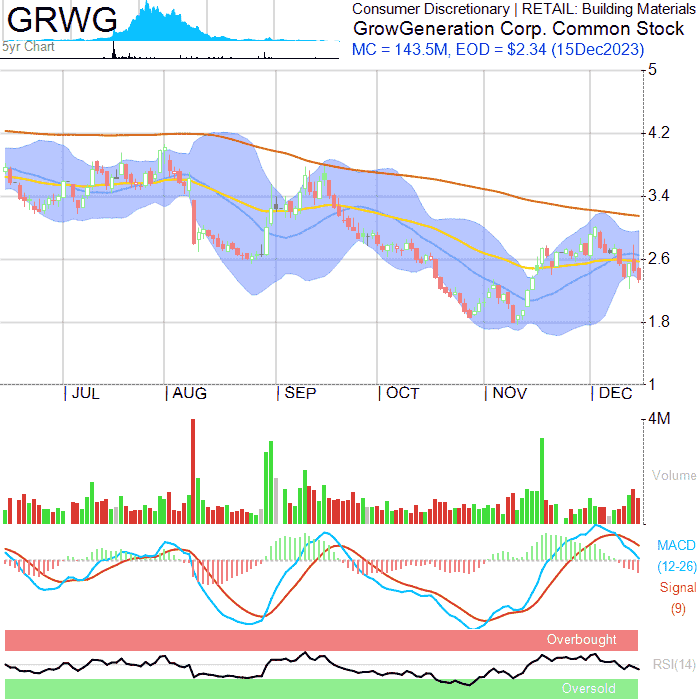 GRWG
Consumer Discretionary | RETAIL: Building Materials
GrowGeneration Corp. Common Stock
MC = 143.5M, EOD = $2.34 (15Dec2023)
5yr Chart
5
4.2
3.4
2.6
1.8
1
| JUL | AUG | SEP | OCT | NOV | DEC
4M
Volume
MACD
(12-26)
Signal
(9)
Overbought
RSI(14)
Oversold